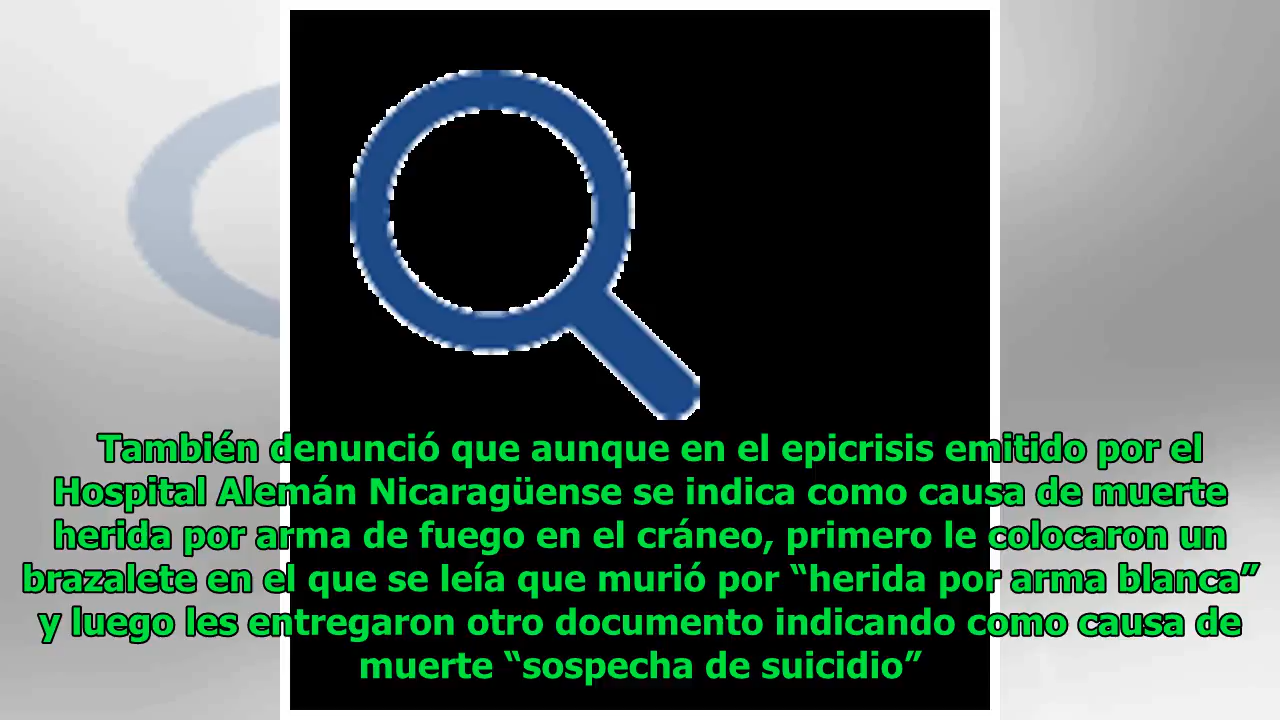 También denunció que aunque en el epicrisis emitido por el
Hospital Alemán Nicaragüense se indica como causa de muerte
herida por arma de fuego en el cráneo, primero le colocaron un
brazalete en el que se leía que murió por “herida por arma blanca”
y luego les entregaron otro documento indicando como causa de
muerte “sospecha de suicidio”